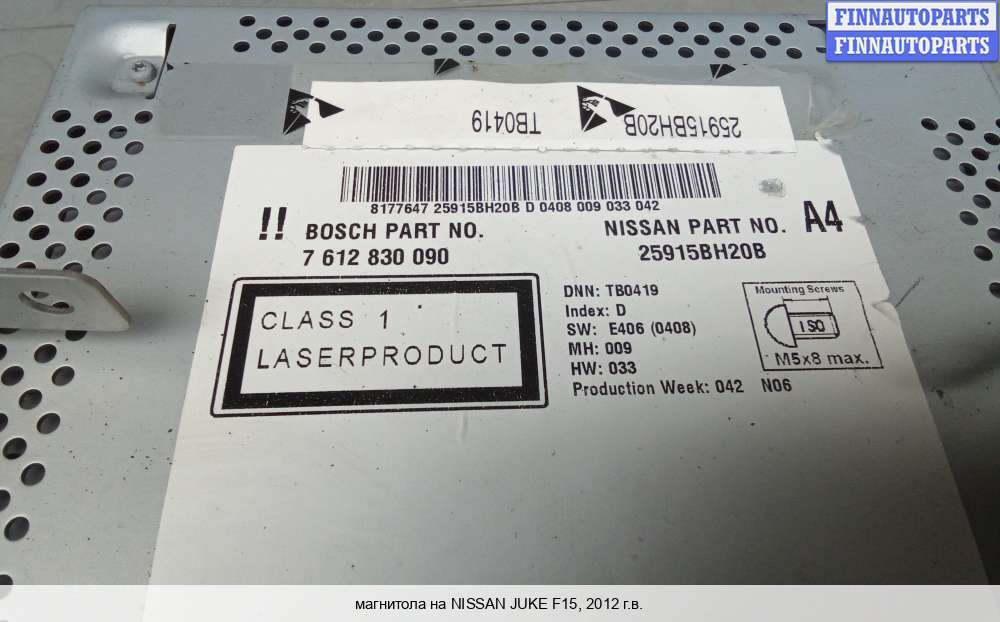 FINNAUTOPARTS
FINNAUTOPARTS
25915BH20B TB0419
8177647 25915BH20B D 0408 009 033 042
!! BOSCH PART NO.
7 612 830 090
NISSAN PART NO. A4
25915BH20B
CLASS 1
LASERPRODUCT
DNN: TB0419
Index: D
SW: E406 (0408)
MH: 009
HW: 033
Production Week: 042 N06
Mounting Screws
ISO
M5x8 max.
магнитола на NISSAN JUKE F15, 2012 г.в.